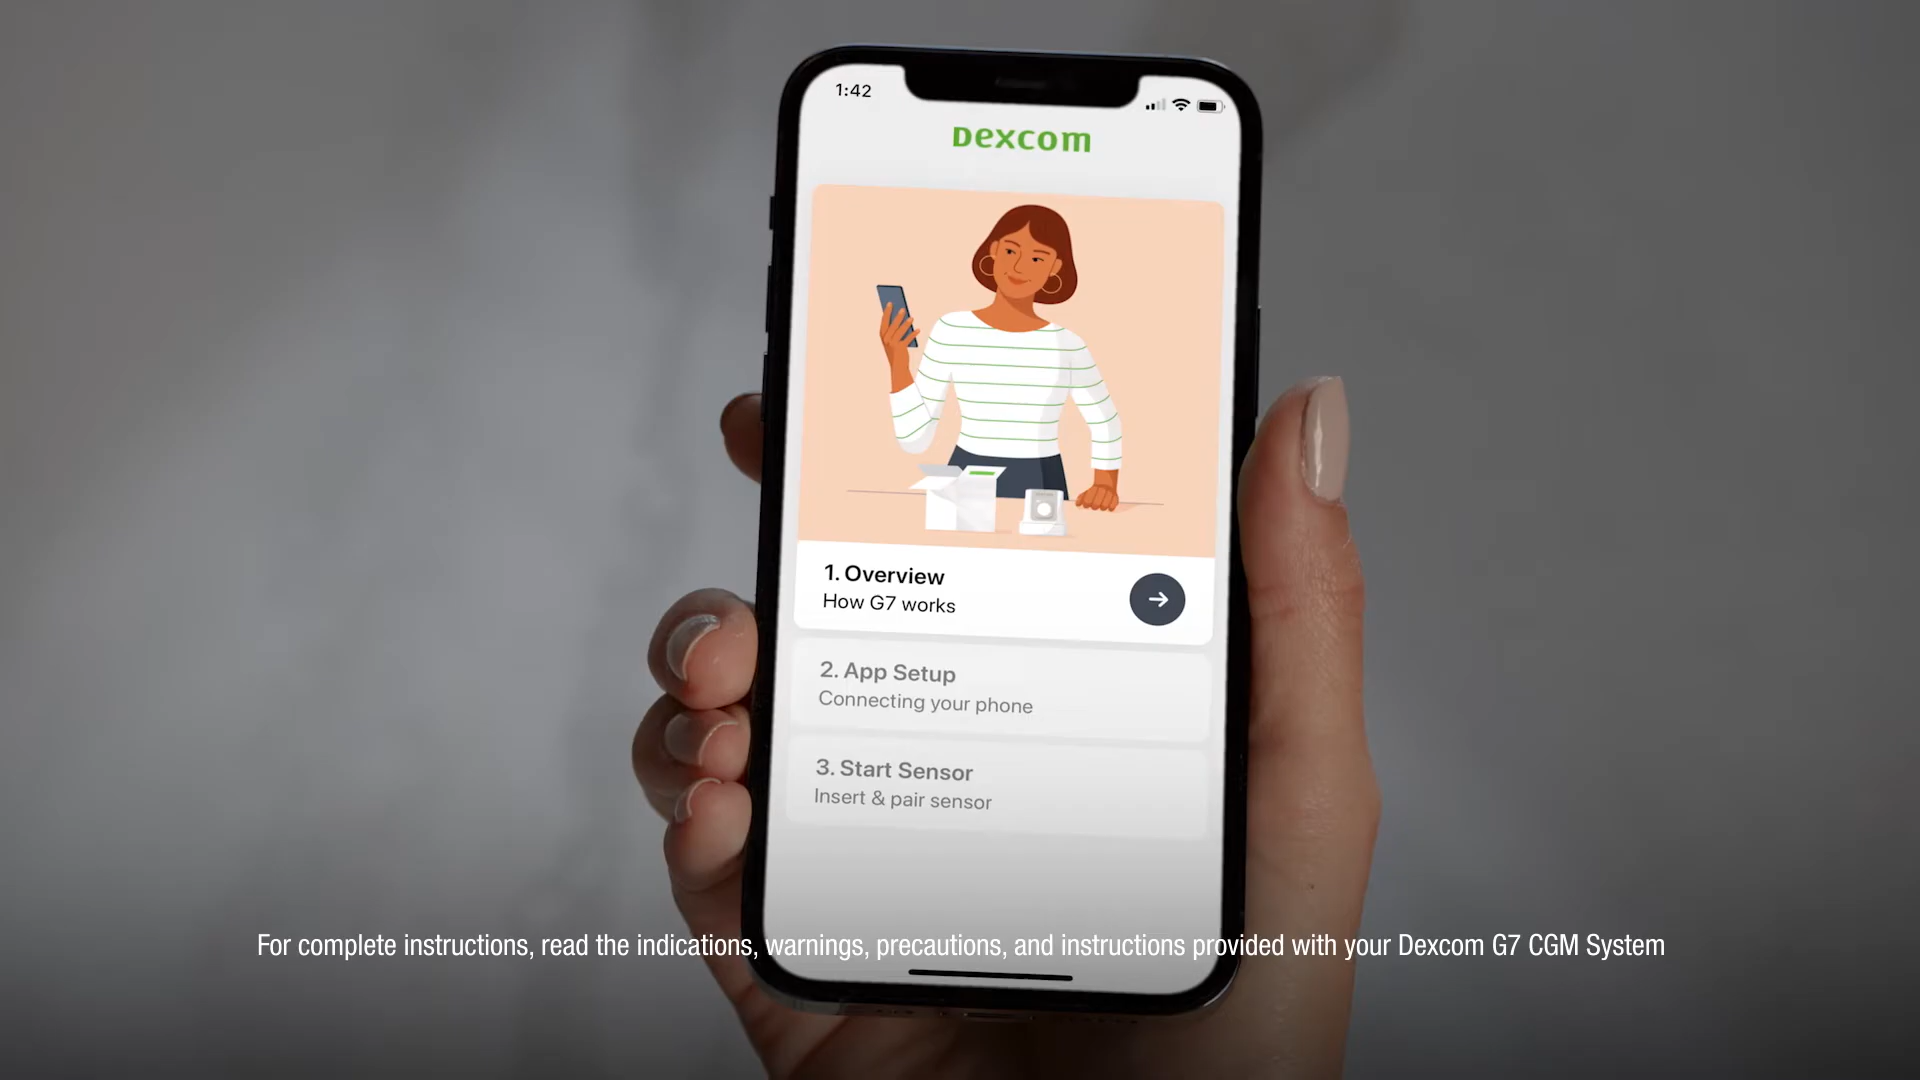 1:42
Dexcom
1. Overview
How G7 works
2. App Setup
Connecting your phone
3. Start Sensor
Insert & pair sensor
For complete instructions, read the indications, warnings, precautions, and instructions provided with your Dexcom G7 CGM System